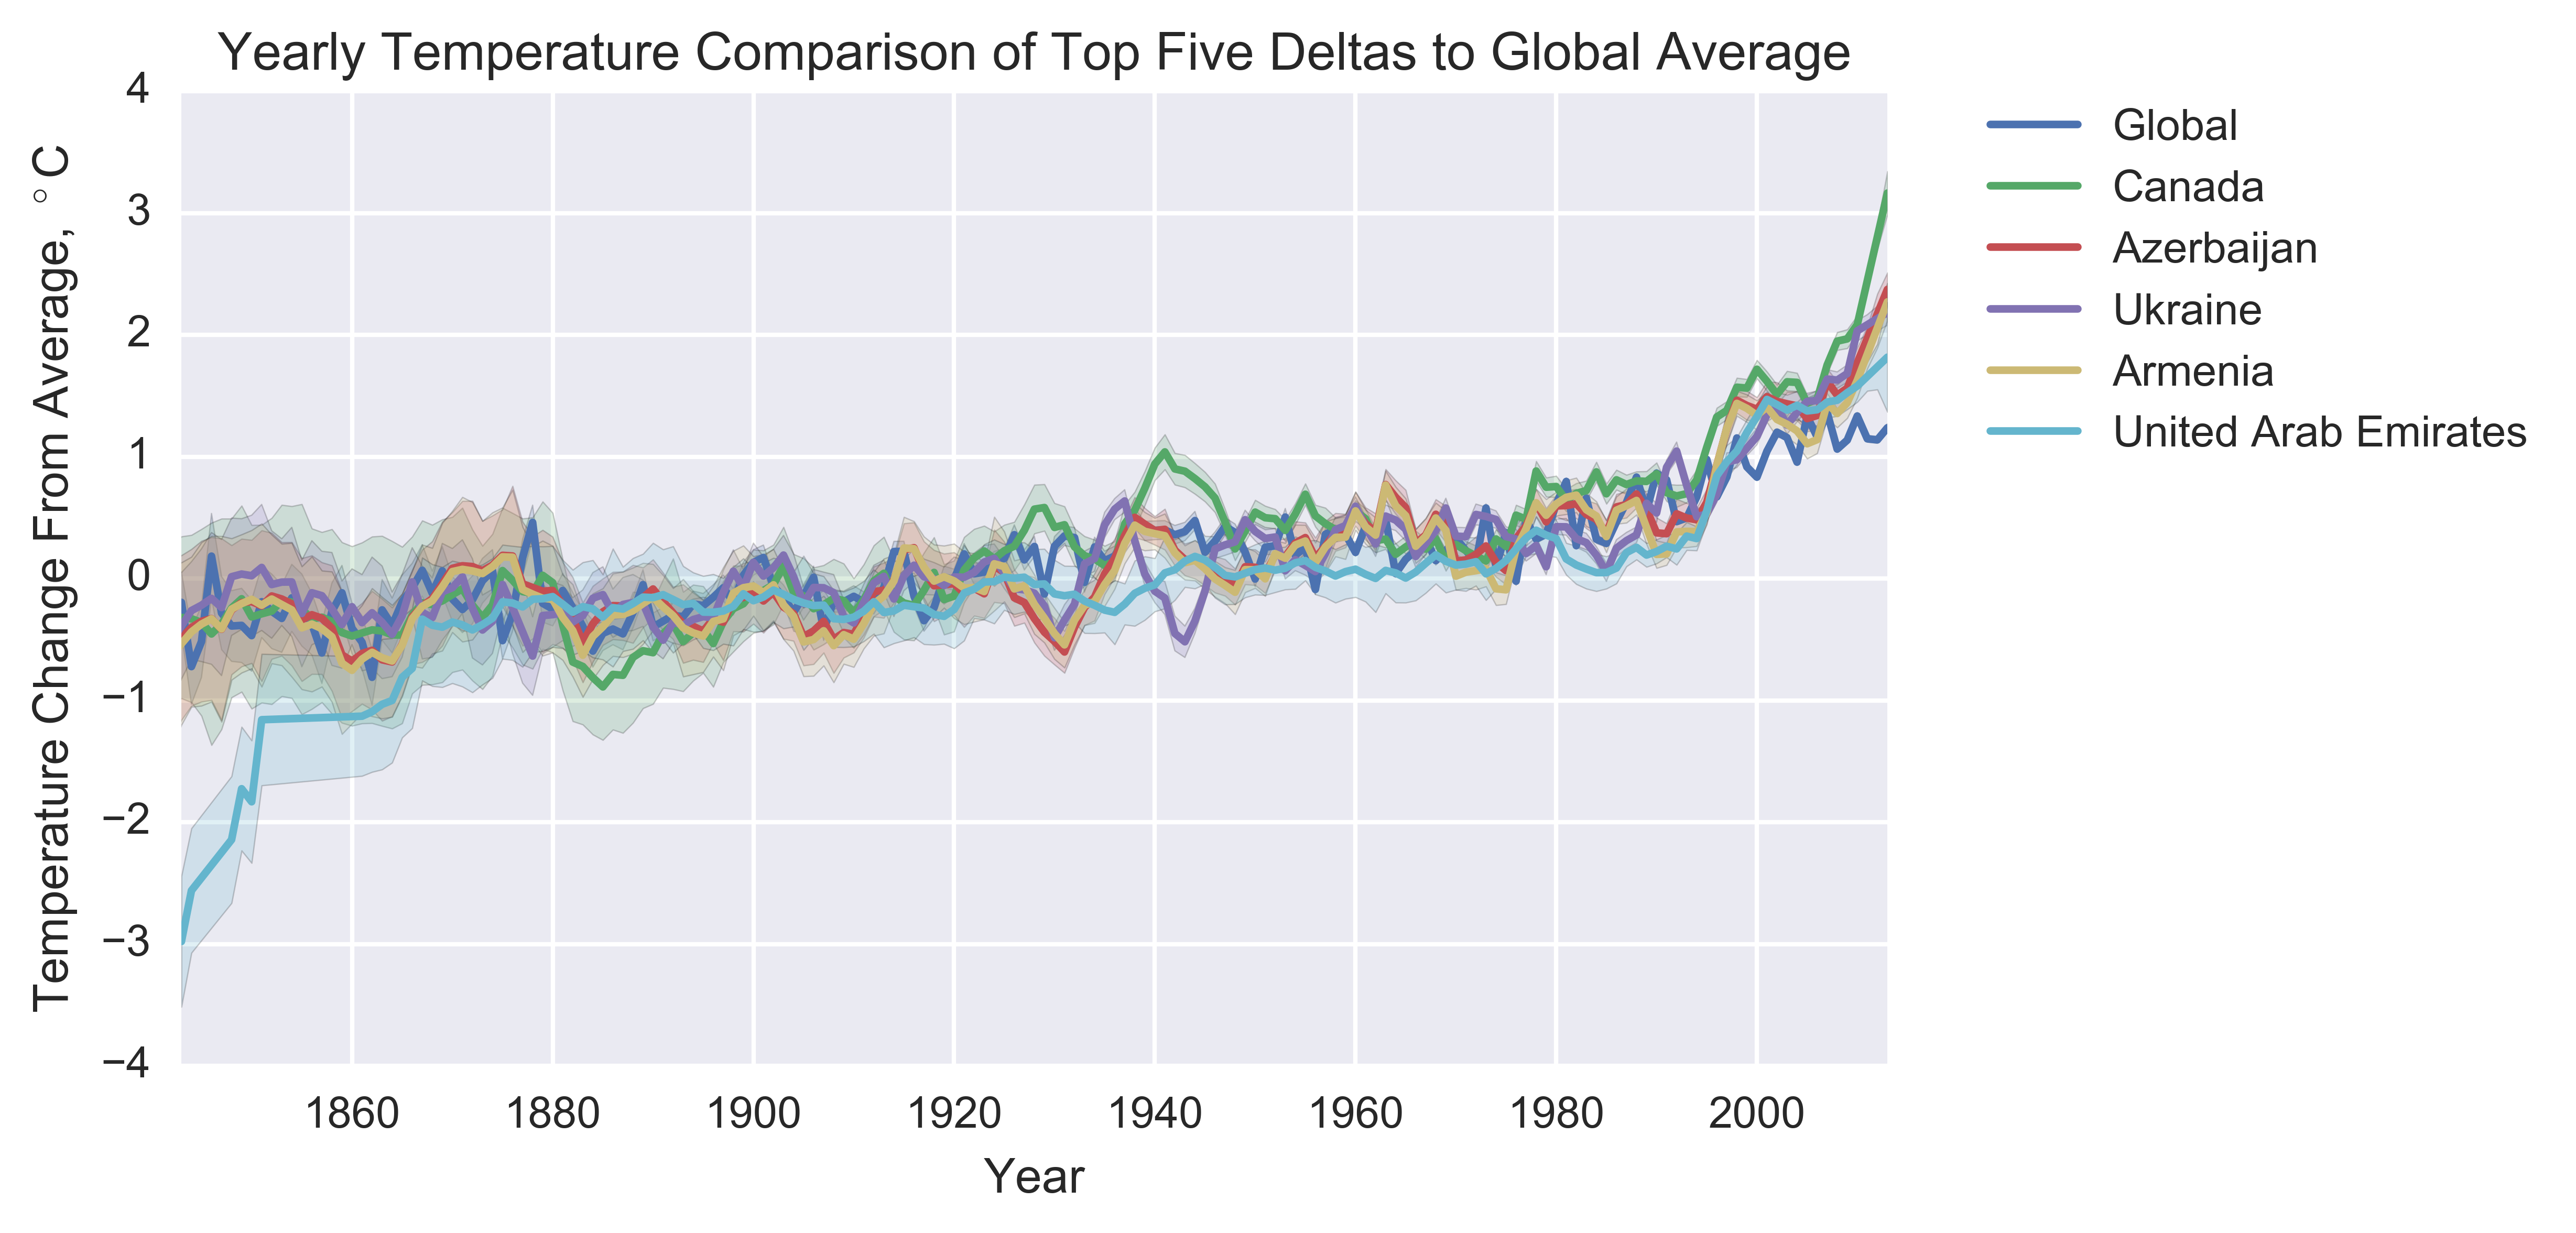 Yearly Temperature Comparison of Top Five Deltas to Global Average
Temperature Change From Average, °C
4
3
2
1
0
−1
−2
−3
−4
1860 1880 1900 1920 1940 1960 1980 2000
Year
Global
Canada
Azerbaijan
Ukraine
Armenia
United Arab Emirates